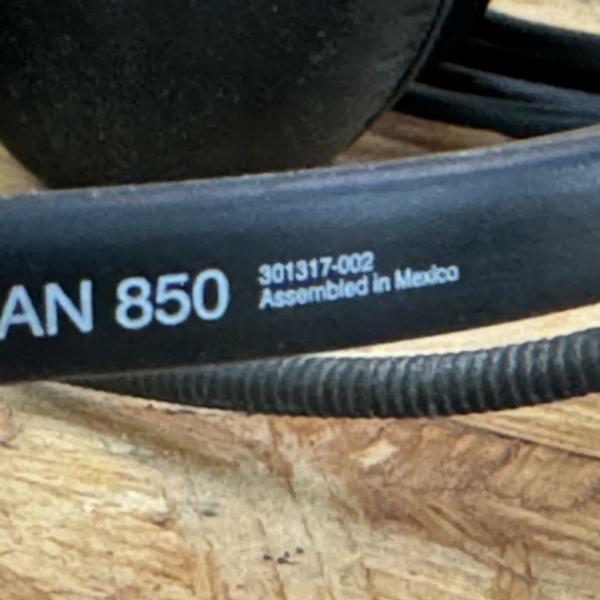 AN 850
301317-002
Assembled in Mexico